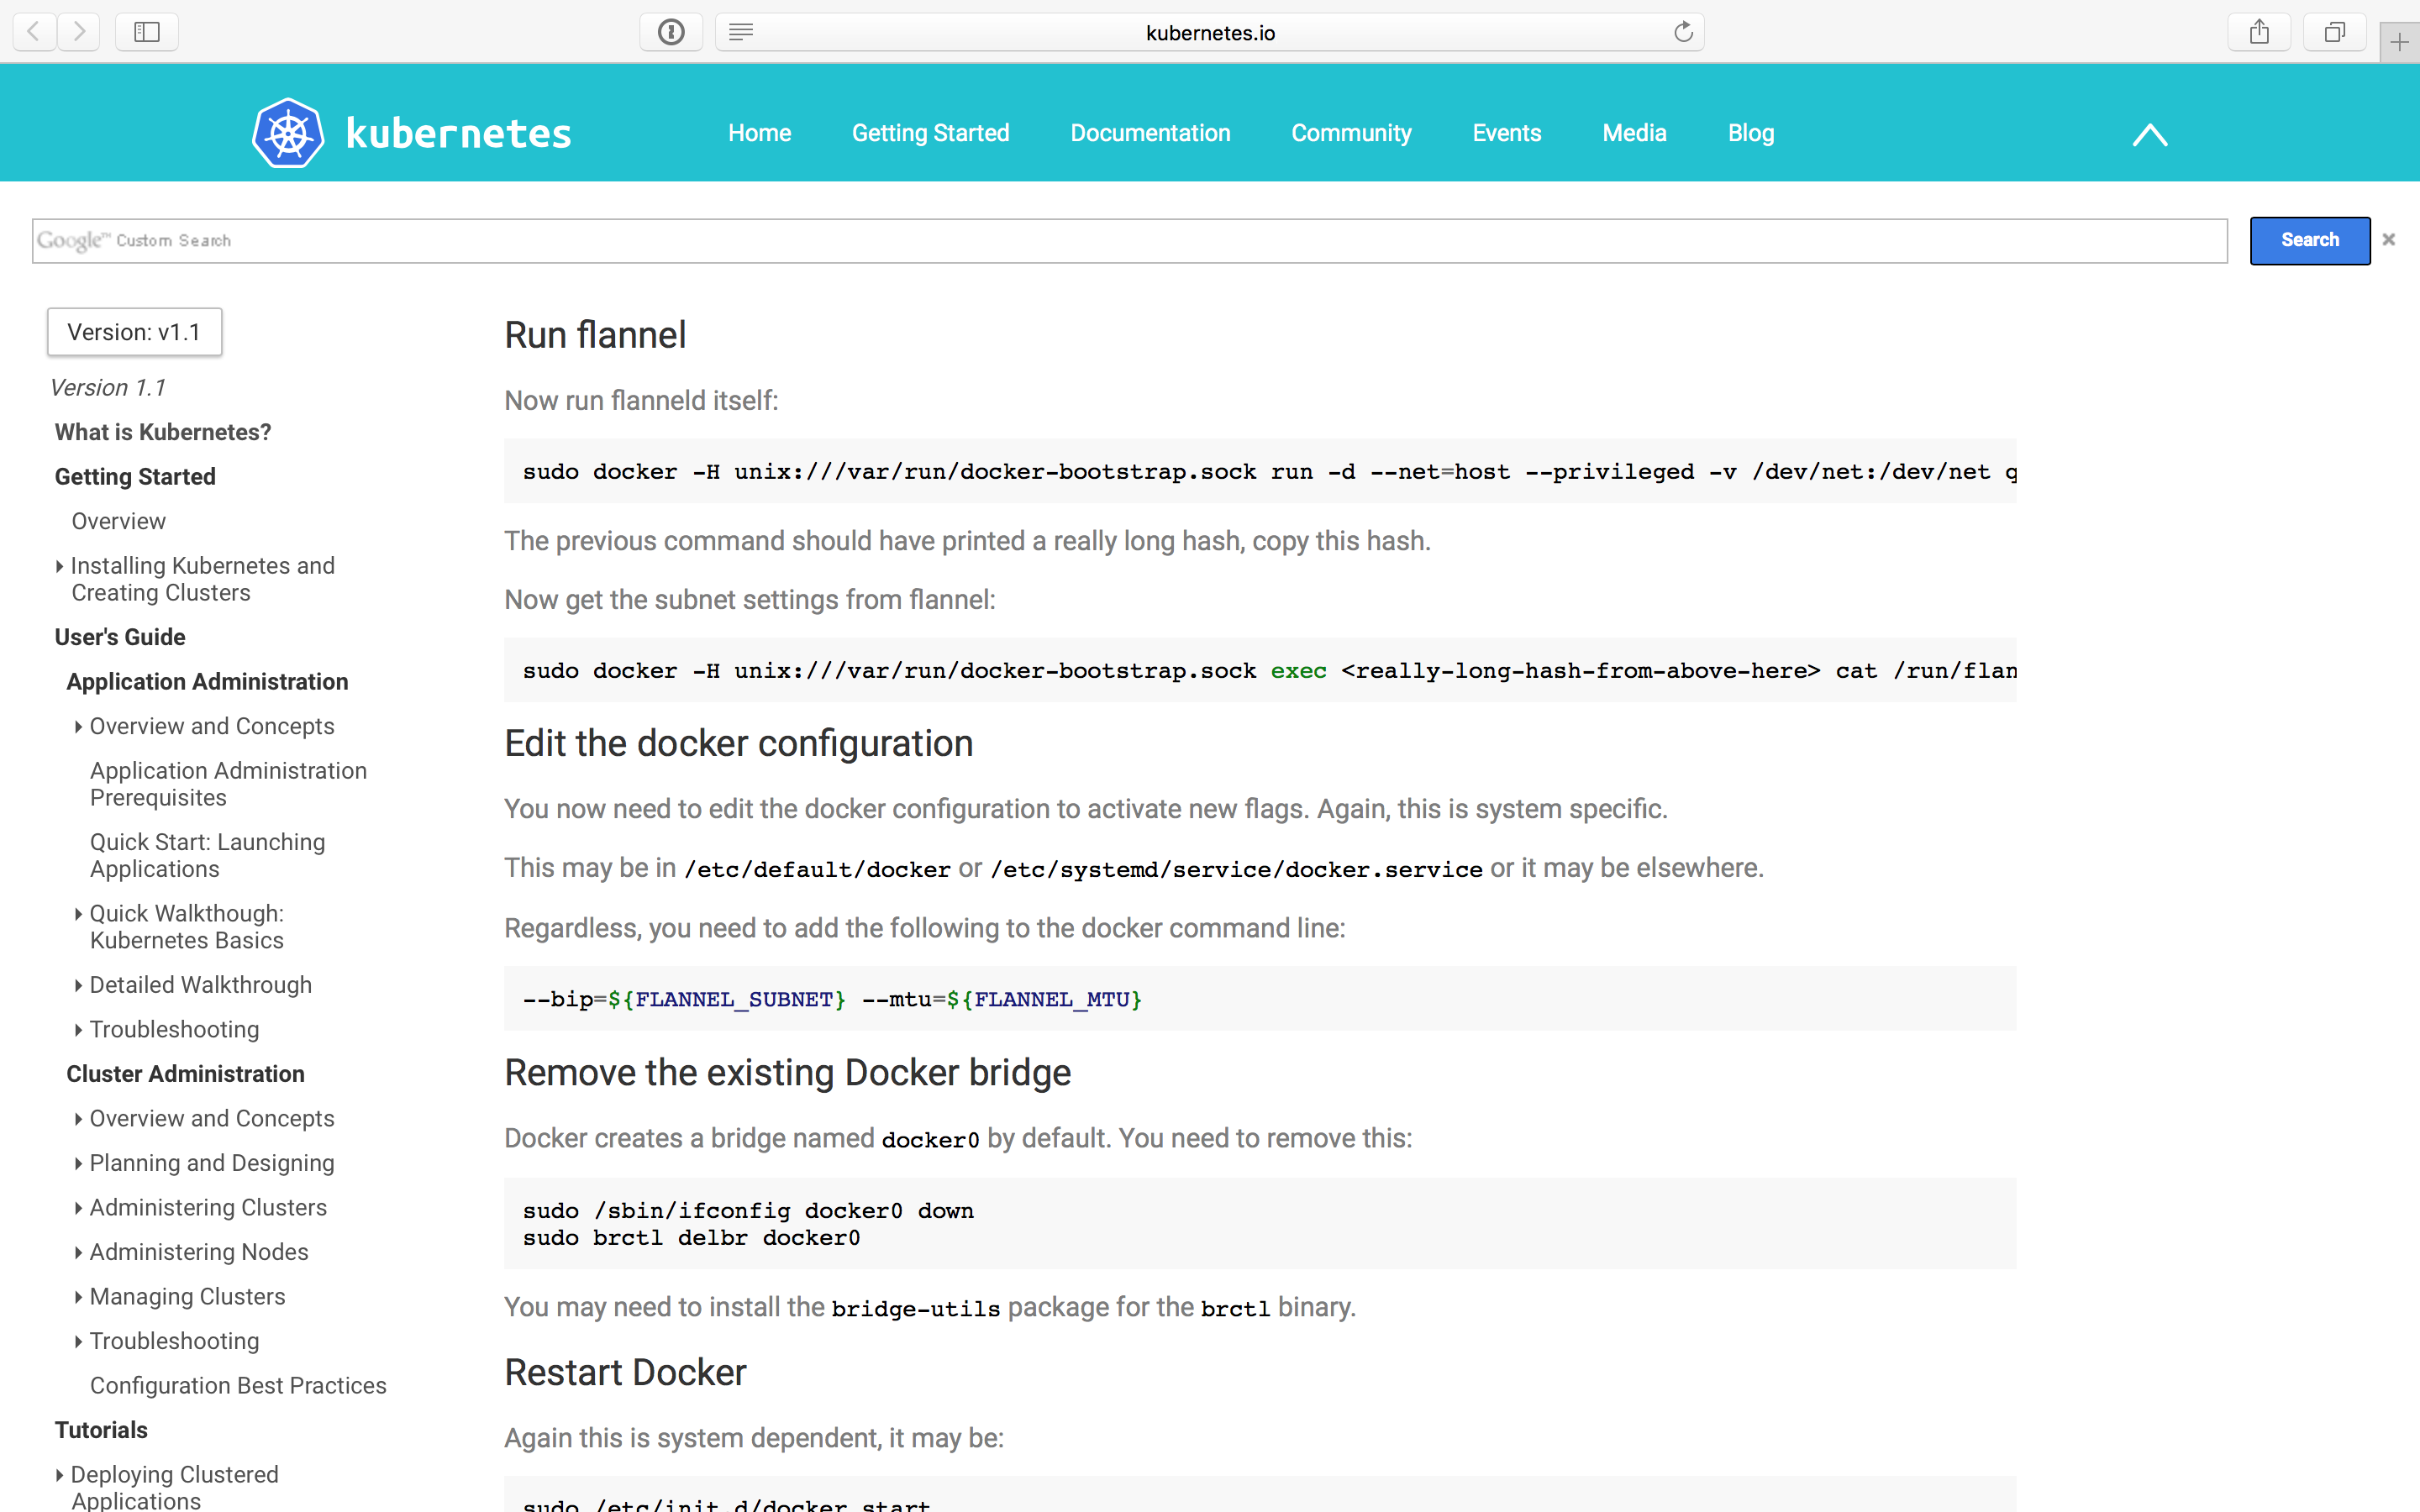 kubernetes.io
kubernetes
Home Getting Started Documentation Community Events Media Blog
Google™ Custom Search
Search
Version: v1.1
Version 1.1
What is Kubernetes?
Getting Started
Overview
Installing Kubernetes and
Creating Clusters
User's Guide
Application Administration
Overview and Concepts
Application Administration
Prerequisites
Quick Start: Launching
Applications
Quick Walkthough:
Kubernetes Basics
Detailed Walkthrough
Troubleshooting
Cluster Administration
Overview and Concepts
Planning and Designing
Administering Clusters
Administering Nodes
Managing Clusters
Troubleshooting
Configuration Best Practices
Tutorials
Deploying Clustered
Applications
Run flannel
Now run flanneld itself:
sudo docker -H unix:///var/run/docker-bootstrap.sock run -d --net=host --privileged -v /dev/net:/dev/net q
The previous command should have printed a really long hash, copy this hash.
Now get the subnet settings from flannel:
sudo docker -H unix:///var/run/docker-bootstrap.sock exec <really-long-hash-from-above-here> cat /run/flan
Edit the docker configuration
You now need to edit the docker configuration to activate new flags. Again, this is system specific.
This may be in /etc/default/docker or /etc/systemd/service/docker.service or it may be elsewhere.
Regardless, you need to add the following to the docker command line:
--bip=${FLANNEL_SUBNET} --mtu=${FLANNEL_MTU}
Remove the existing Docker bridge
Docker creates a bridge named docker0 by default. You need to remove this:
sudo /sbin/ifconfig docker0 down
sudo brctl delbr docker0
You may need to install the bridge-utils package for the brctl binary.
Restart Docker
Again this is system dependent, it may be:
sudo /etc/init.d/docker start